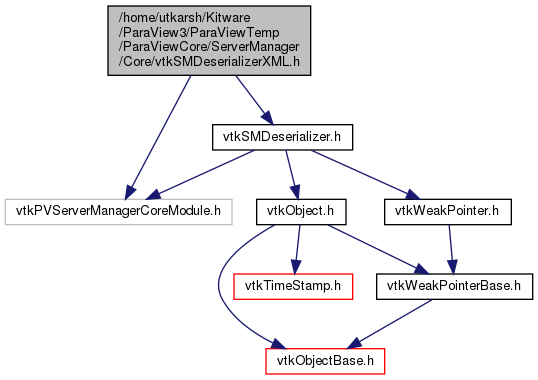 /home/utkarsh/Kitware
/ParaView3/ParaViewTemp
/ParaViewCore/ServerManager
/Core/vtkSMDeserializerXML.h
vtkSMDeserializer.h
vtkPVServerManagerCoreModule.h
vtkObject.h
vtkWeakPointer.h
vtkTimeStamp.h
vtkWeakPointerBase.h
vtkObjectBase.h